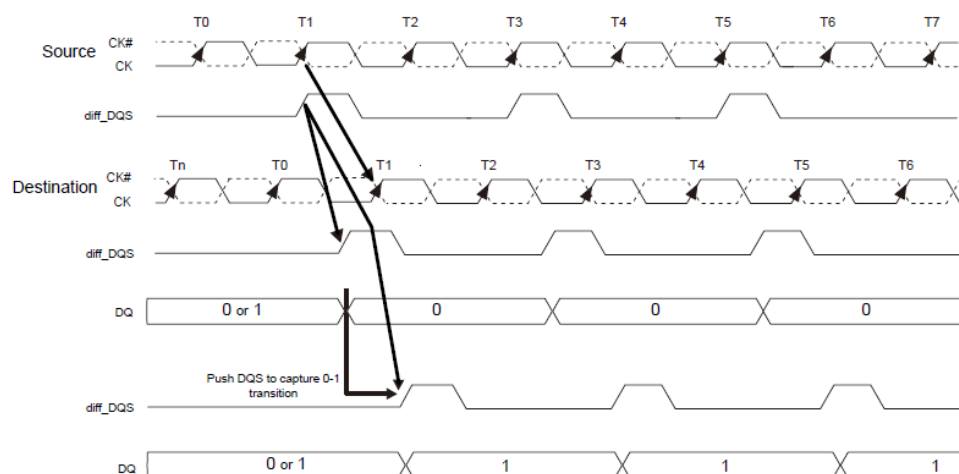 T0 T1 T2 T3 T4 T5 T6 T7
Source CK#
CK
diff_DQS
Tn T0 T1 T2 T3 T4 T5 T6
Destination CK#
CK
diff_DQS
DQ 0 or 1 0 0 0
Push DQS to capture 0-1
transition
diff_DQS
DQ 0 or 1 1 1 1